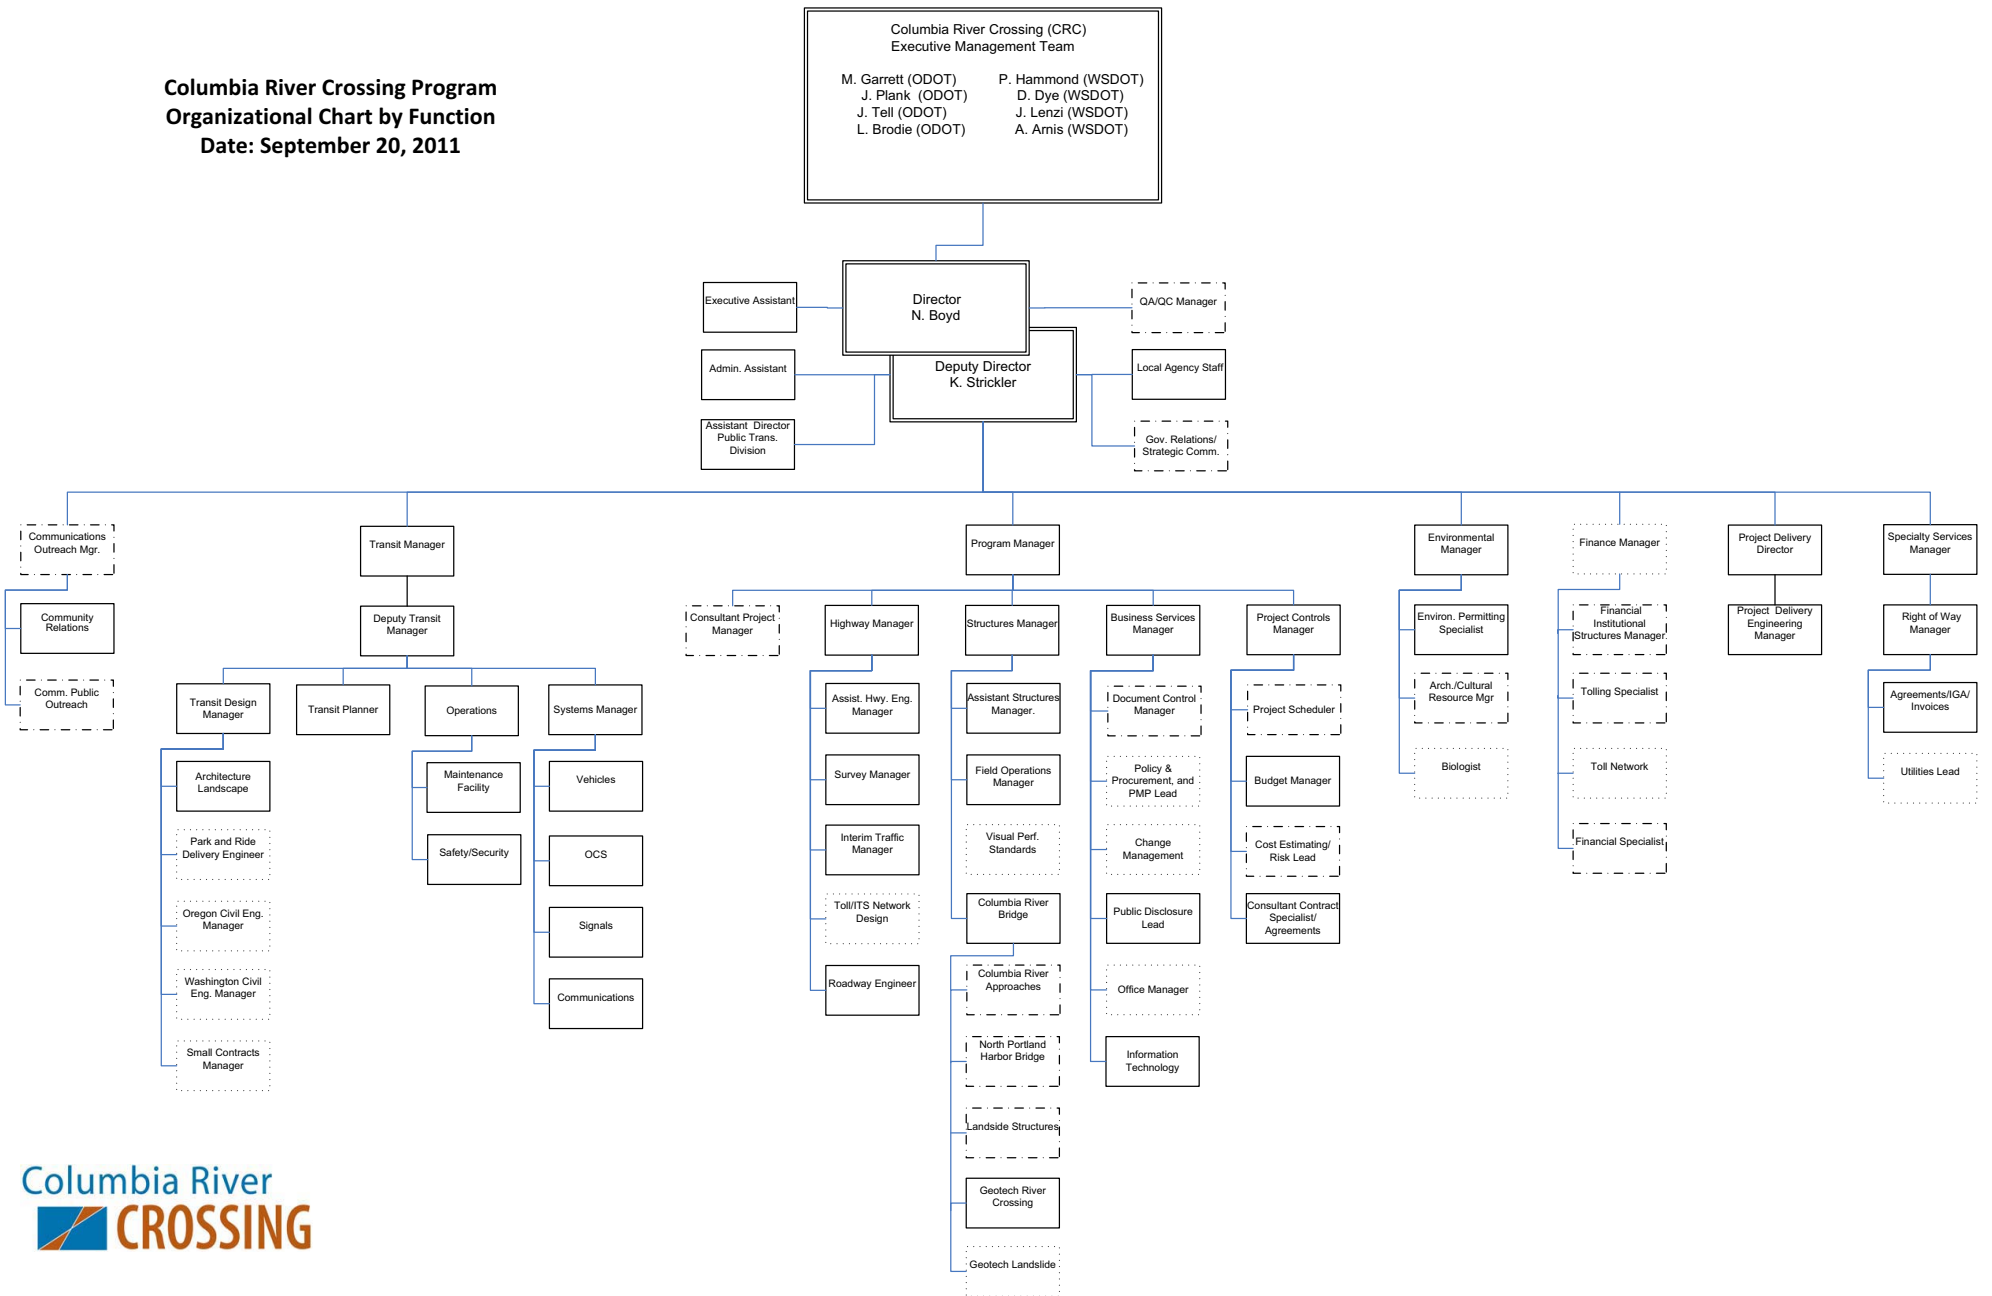 Columbia River Crossing Program
Organizational Chart by Function
Date: September 20, 2011
Columbia River Crossing (CRC)
Executive Management Team
M. Garrett (ODOT) P. Hammond (WSDOT)
J. Plank (ODOT) D. Dye (WSDOT)
J. Tell (ODOT) J. Lenzi (WSDOT)
L. Brodie (ODOT) A. Arnis (WSDOT)
Executive Assistant
Director
N. Boyd
QA/QC Manager
Admin. Assistant
Deputy Director
K. Strickler
Local Agency Staff
Assistant Director
Public Trans.
Division
Gov. Relations/
Strategic Comm.
Communications
Outreach Mgr.
Transit Manager
Program Manager
Environmental
Manager
Finance Manager
Project Delivery
Director
Specialty Services
Manager
Community
Relations
Comm. Public
Outreach
Deputy Transit
Manager
Transit Design
Manager
Transit Planner
Operations
Systems Manager
Architecture
Landscape
Park and Ride
Delivery Engineer
Oregon Civil Eng.
Manager
Washington Civil
Eng. Manager
Small Contracts
Manager
Maintenance
Facility
Safety/Security
Vehicles
OCS
Signals
Communications
Consultant Project
Manager
Highway Manager
Structures Manager
Business Services
Manager
Project Controls
Manager
Assist. Hwy. Eng.
Manager
Survey Manager
Interim Traffic
Manager
Toll/ITS Network
Design
Roadway Engineer
Assistant Structures
Manager.
Field Operations
Manager
Visual Perf.
Standards
Columbia River
Bridge
Columbia River
Approaches
North Portland
Harbor Bridge
Landside Structures
Geotech River
Crossing
Geotech Landslide
Document Control
Manager
Policy &
Procurement, and
PMP Lead
Change
Management
Public Disclosure
Lead
Office Manager
Information
Technology
Project Scheduler
Budget Manager
Cost Estimating/
Risk Lead
Consultant Contract
Specialist/
Agreements
Environ. Permitting
Specialist
Arch./Cultural
Resource Mgr
Biologist
Financial
Institutional
Structures Manager
Tolling Specialist
Toll Network
Financial Specialist
Project Delivery
Engineering
Manager
Right of Way
Manager
Agreements/IGA/
Invoices
Utilities Lead
Columbia River
CROSSING